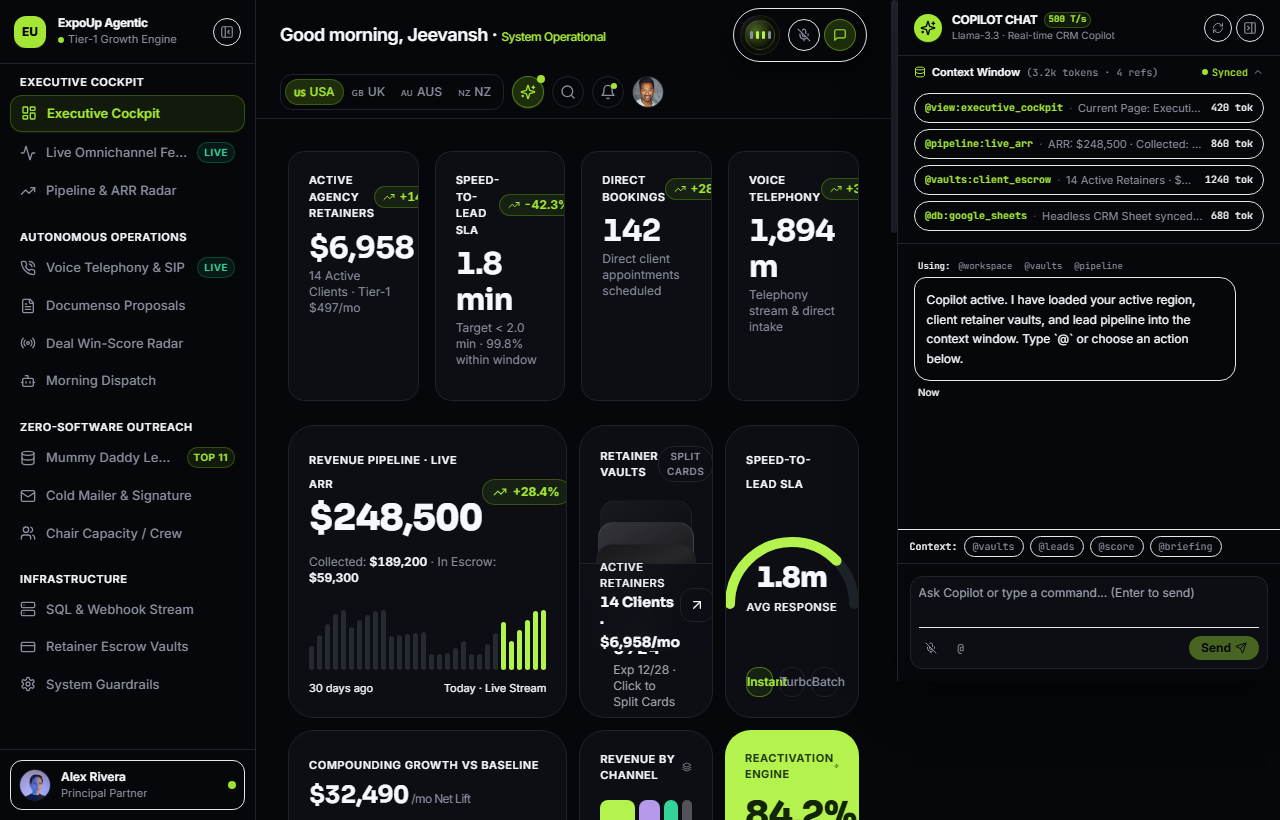 EU
ExpoUp Agentic
Tier-1 Growth Engine
EXECUTIVE COCKPIT
Executive Cockpit
Live Omnichannel Fe...
LIVE
Pipeline & ARR Radar
AUTONOMOUS OPERATIONS
Voice Telephony & SIP
LIVE
Documenso Proposals
Deal Win-Score Radar
Morning Dispatch
ZERO-SOFTWARE OUTREACH
Mummy Daddy Le...
TOP 11
Cold Mailer & Signature
Chair Capacity / Crew
INFRASTRUCTURE
SQL & Webhook Stream
Retainer Escrow Vaults
System Guardrails
Alex Rivera
Principal Partner
Good morning, Jeevansh · System Operational
US USA
GB UK
AU AUS
NZ NZ
ACTIVE
AGENCY
RETAINERS
+14
$6,958
14 Active
Clients · Tier-1
$497/mo
SPEED-
TO-
LEAD
SLA
-42.3%
1.8
min
Target < 2.0
min · 99.8%
within window
DIRECT
BOOKINGS
+28
142
Direct client
appointments
scheduled
VOICE
TELEPHONY
+3
1,894
m
Telephony
stream & direct
intake
REVENUE PIPELINE · LIVE
ARR
+28.4%
$248,500
Collected: $189,200 · In Escrow:
$59,300
30 days ago
Today · Live Stream
RETAINER
VAULTS
SPLIT
CARDS
ACTIVE
RETAINERS
14 Clients
·
$6,958/mo
Exp 12/28 ·
Click to
Split Cards
SPEED-TO-
LEAD SLA
1.8m
AVG RESPONSE
Instant
Turbo
Batch
COMPOUNDING GROWTH VS BASELINE
$32,490 /mo Net Lift
REVENUE BY
CHANNEL
REACTIVATION
ENGINE
84.2%
COPILOT CHAT
500 T/s
Llama-3.3 · Real-time CRM Copilot
Context Window (3.2k tokens · 4 refs)
Synced
@view:executive_cockpit · Current Page: Executi... 420 tok
@pipeline:live_arr · ARR: $248,500 · Collected: ... 860 tok
@vaults:client_escrow · 14 Active Retainers · $... 1240 tok
@db:google_sheets · Headless CRM Sheet synced... 680 tok
Using: @workspace @vaults @pipeline
Copilot active. I have loaded your active region,
client retainer vaults, and lead pipeline into the
context window. Type `@` or choose an action
below.
Now
Context: @vaults @leads @score @briefing
Ask Copilot or type a command... (Enter to send)
@
Send